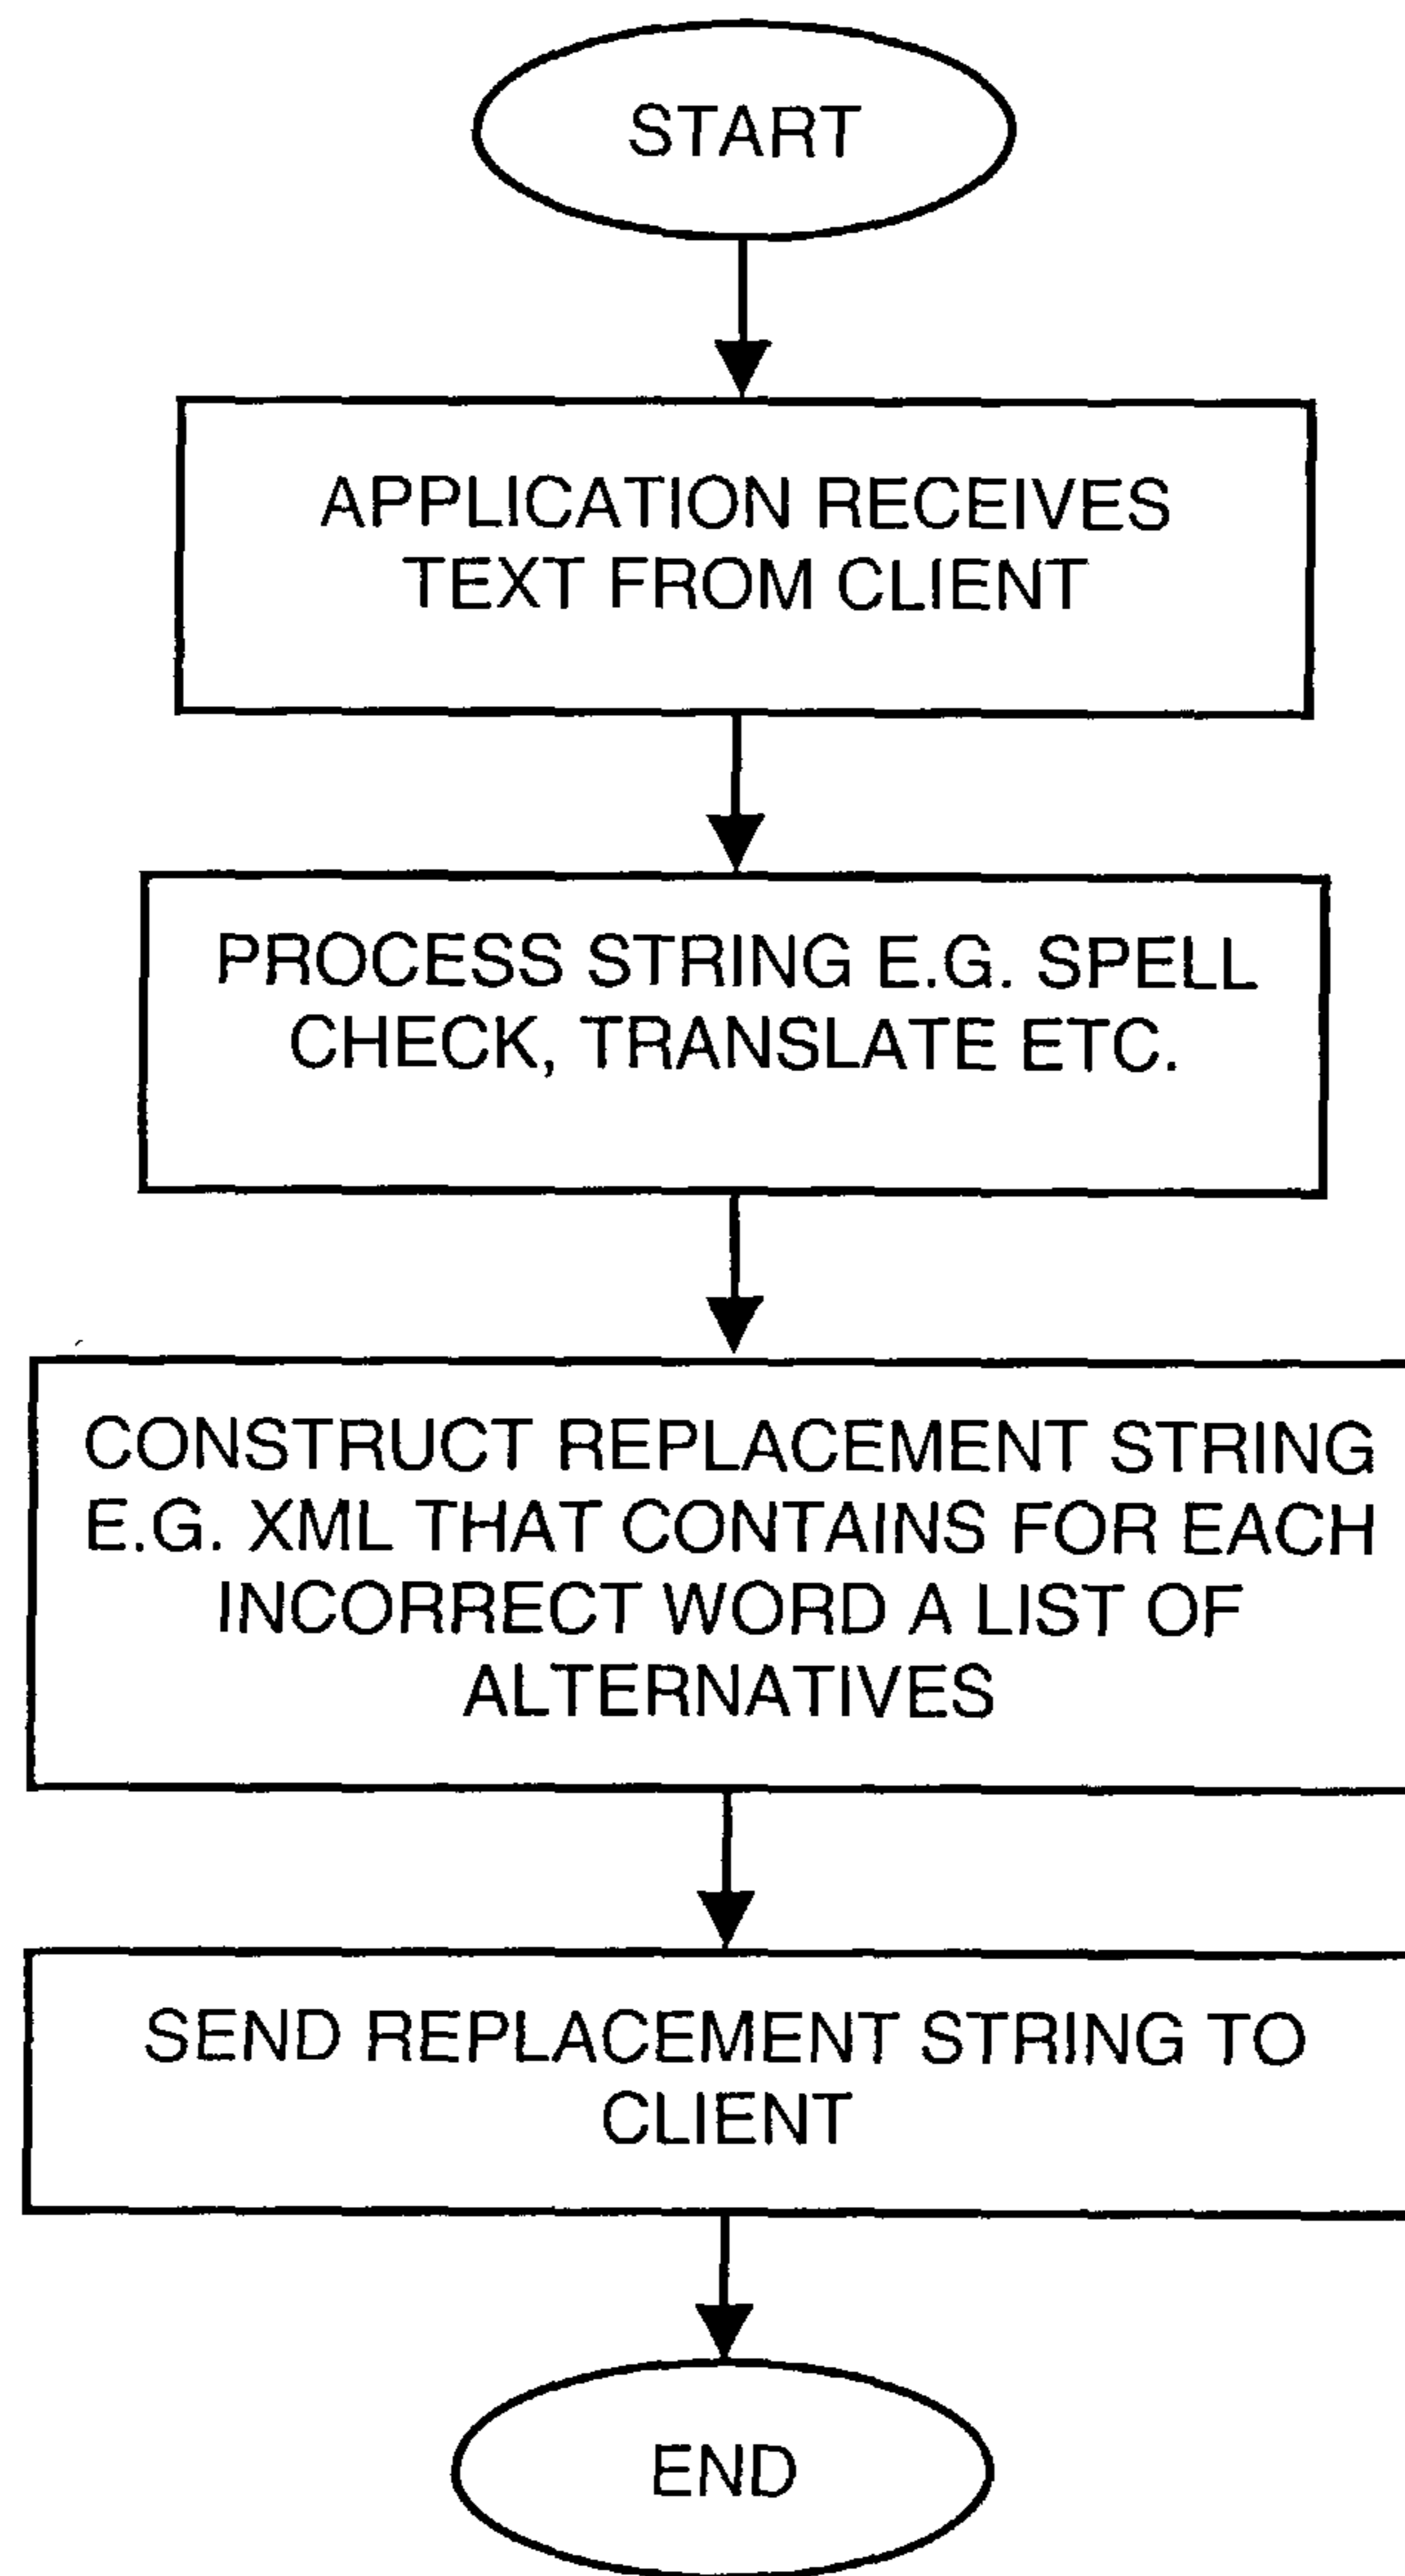 START
APPLICATION RECEIVES
TEXT FROM CLIENT
PROCESS STRING E.G. SPELL
CHECK, TRANSLATE ETC.
CONSTRUCT REPLACEMENT STRING
E.G. XML THAT CONTAINS FOR EACH
INCORRECT WORD A LIST OF
ALTERNATIVES
SEND REPLACEMENT STRING TO
CLIENT
END